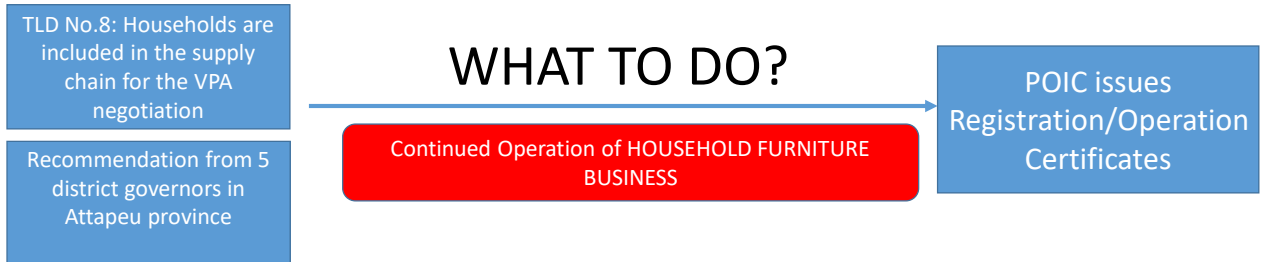 TLD No.8: Households are
included in the supply
chain for the VPA
negotiation
Recommendation from 5
district governors in
Attapeu province
WHAT TO DO?
Continued Operation of HOUSEHOLD FURNITURE
BUSINESS
POIC issues
Registration/Operation
Certificates